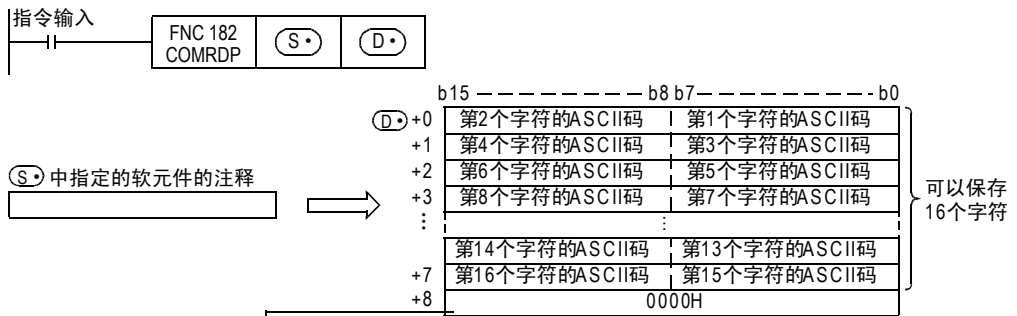 指令输入
FNC 182 S· D·
COMRDP
b15 b8 b7 b0
D· +0 第2个字符的ASCII码 第1个字符的ASCII码
+1 第4个字符的ASCII码 第3个字符的ASCII码
+2 第6个字符的ASCII码 第5个字符的ASCII码
S· 中指定的软元件的注释
+3 第8个字符的ASCII码 第7个字符的ASCII码
可以保存
16个字符
第14个字符的ASCII码 第13个字符的ASCII码
+7 第16个字符的ASCII码 第15个字符的ASCII码
+8 0000H